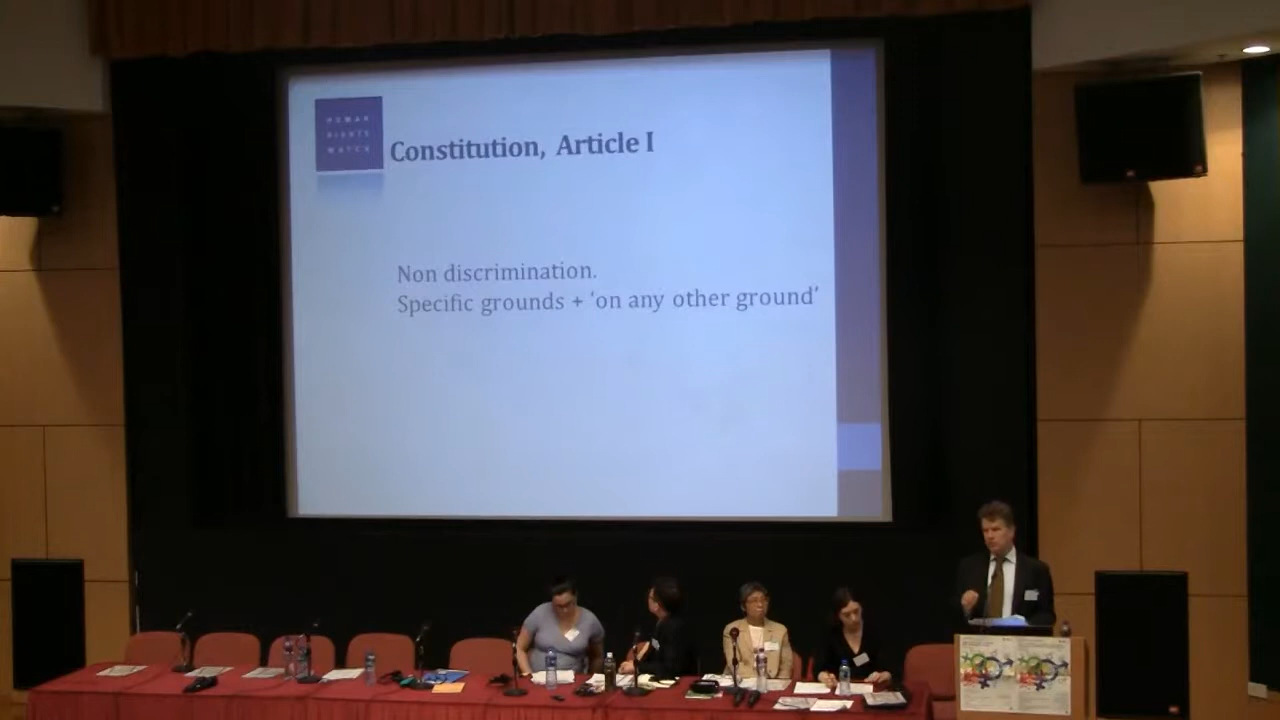 HUMAN
RIGHTS
WATCH
Constitution, Article I
Non discrimination.
Specific grounds + 'on any other ground'